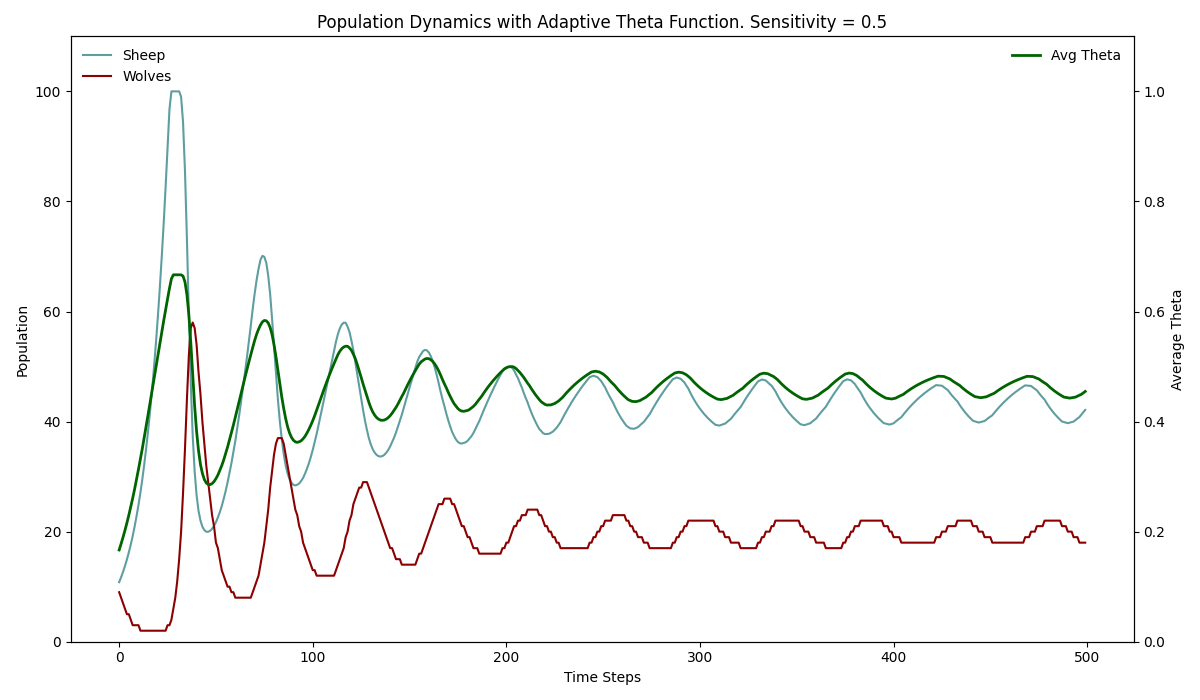 Population Dynamics with Adaptive Theta Function. Sensitivity = 0.5
Sheep
Wolves
Avg Theta
100
80
60
40
20
0
Population
1.0
0.8
0.6
0.4
0.2
0.0
Average Theta
0 100 200 300 400 500
Time Steps